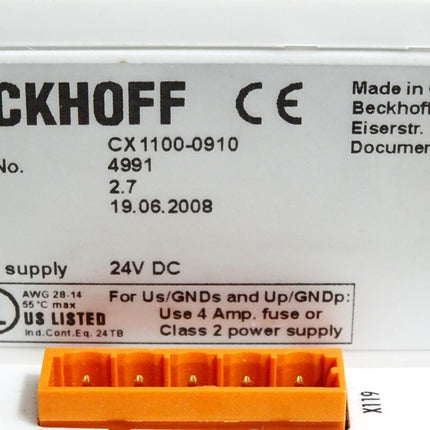 CKHOFF CE
CX1100-0910
No. 4991
2.7
19.06.2008
supply 24V DC
Made in
Beckhoff
Eiserstr.
Documen
AWG 28-14
55°C max
US LISTED
Ind.Cont.Eq. 24TB
For Us/GNDs and Up/GNDp:
Use 4 Amp. fuse or
Class 2 power supply
X119